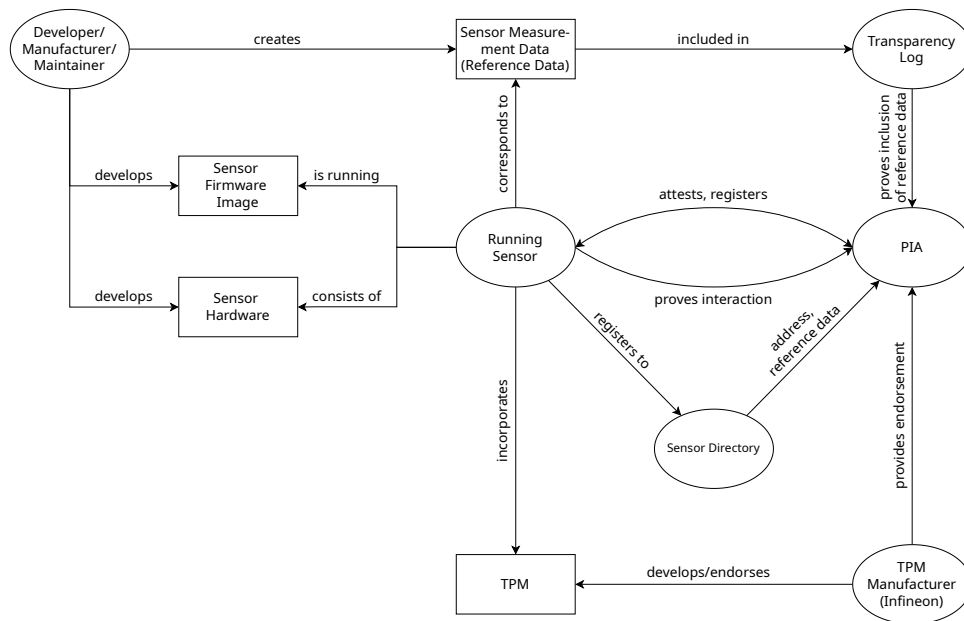 Developer/
Manufacturer/
Maintainer
creates
Sensor Measure-
ment Data
(Reference Data)
included in
Transparency
Log
corresponds to
proves inclusion
of reference data
develops
Sensor
Firmware
Image
is running
attests, registers
Running
Sensor
PIA
develops
Sensor
Hardware
consists of
proves interaction
registers to
address,
reference data
incorporates
Sensor Directory
provides endorsement
TPM
develops/endorses
TPM
Manufacturer
(Infineon)